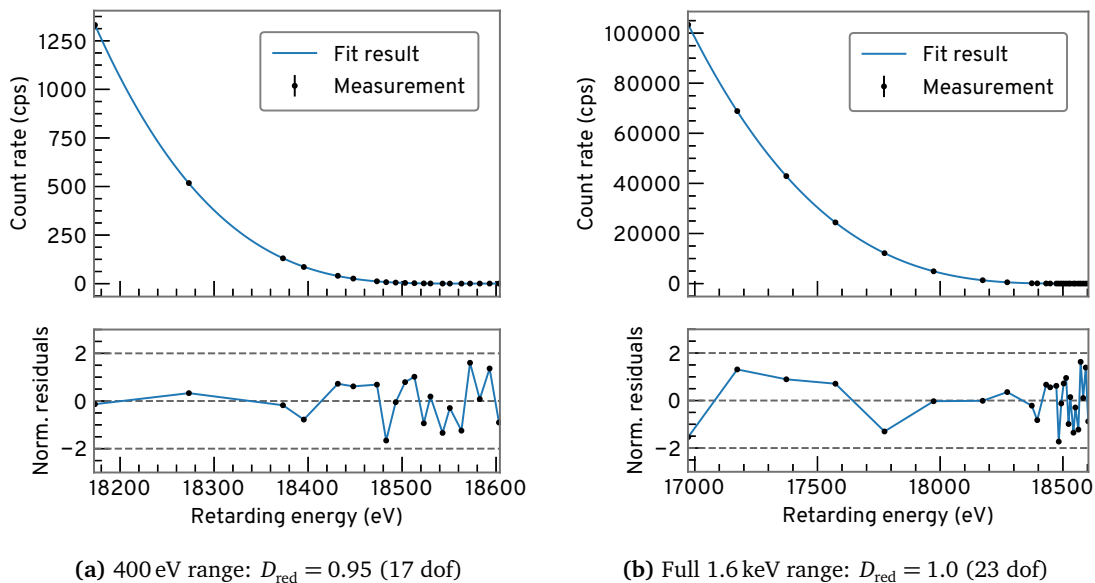 Count rate (cps)
1250
1000
750
500
250
0
Fit result
Measurement
Norm. residuals
2
0
−2
18200 18300 18400 18500 18600
Retarding energy (eV)
(a) 400 eV range: D_red = 0.95 (17 dof)
Count rate (cps)
100000
80000
60000
40000
20000
0
Fit result
Measurement
Norm. residuals
2
0
−2
17000 17500 18000 18500
Retarding energy (eV)
(b) Full 1.6 keV range: D_red = 1.0 (23 dof)